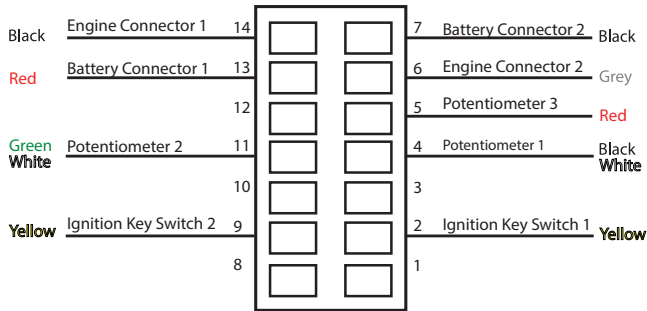 Black Engine Connector 1 14 7 Battery Connector 2 Black
Red Battery Connector 1 13 6 Engine Connector 2 Grey
12 5 Potentiometer 3 Red
Green White Potentiometer 2 11 4 Potentiometer 1 Black White
10 3
Yellow Ignition Key Switch 2 9 2 Ignition Key Switch 1 Yellow
8 1